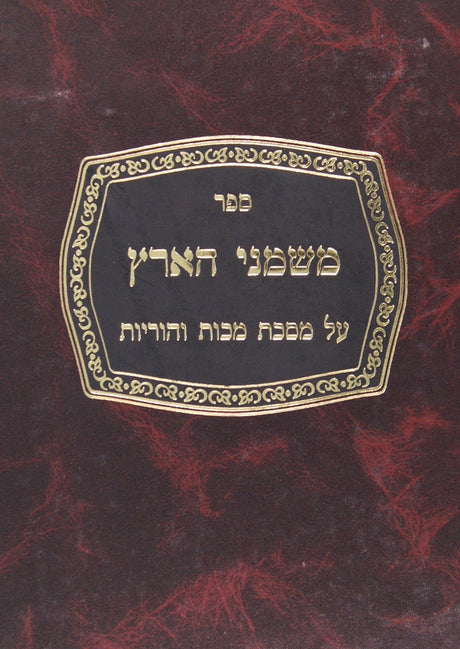 ספר
משמני הארץ
על מסכת מכות והוריות